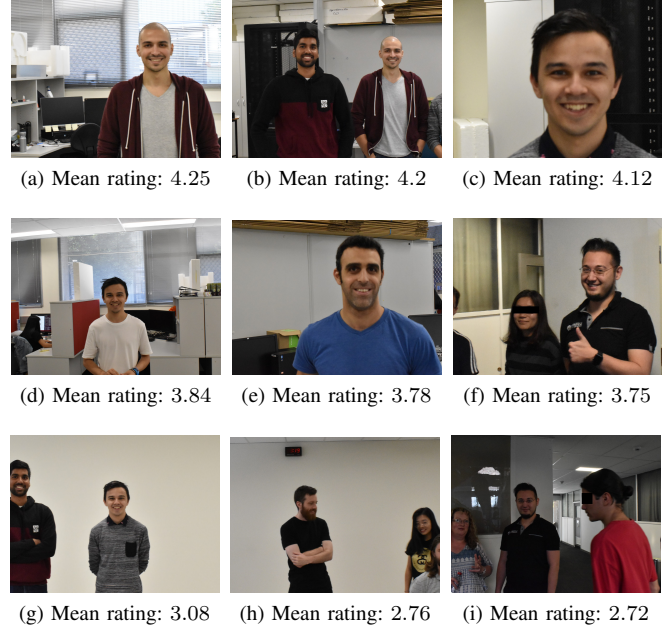 (a) Mean rating: 4.25
(b) Mean rating: 4.2
(c) Mean rating: 4.12
(d) Mean rating: 3.84
(e) Mean rating: 3.78
(f) Mean rating: 3.75
(g) Mean rating: 3.08
(h) Mean rating: 2.76
(i) Mean rating: 2.72